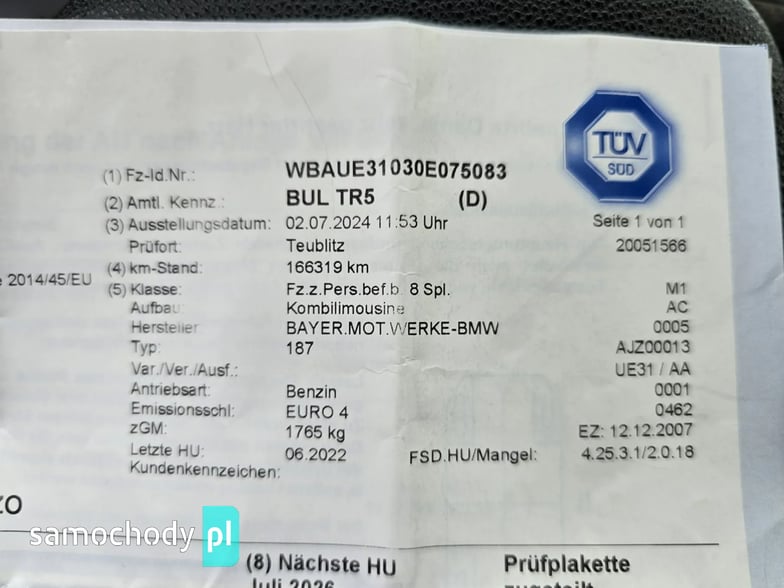 TÜV
SÜD
(1) Fz-Id.Nr.: WBAUE31030E075083
(2) Amtl. Kennz.: BUL TR5 (D)
(3) Ausstellungsdatum: 02.07.2024 11:53 Uhr Seite 1 von 1
Prüfort: Teublitz 20051566
2014/45/EU (4) km-Stand: 166319 km
(5) Klasse: Fz.z.Pers.bef.b. 8 Spl. M1
Aufbau: Kombilimousine AC
Hersteller: BAYER.MOT.WERKE-BMW 0005
Typ: 187 AJZ00013
Var./Ver./Ausf.: UE31 / AA
Antriebsart: Benzin 0001
Emissionsschl: EURO 4 0462
zGM: 1765 kg EZ: 12.12.2007
Letzte HU: 06.2022 FSD.HU/Mangel: 4.25.3.1/2.0.18
Kundenkennzeichen:
samochody pl
(8) Nächste HU Prüfplakette
Juli 2026 zugeteilt